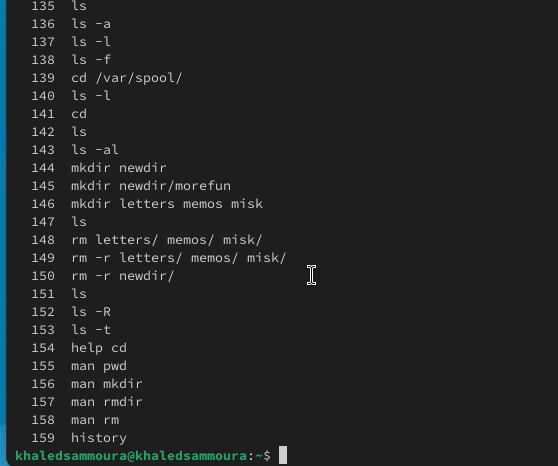 135 ls
136 ls -a
137 ls -l
138 ls -f
139 cd /var/spool/
140 ls -l
141 cd
142 ls
143 ls -al
144 mkdir newdir
145 mkdir newdir/morefun
146 mkdir letters memos misk
147 ls
148 rm letters/ memos/ misk/
149 rm -r letters/ memos/ misk/
150 rm -r newdir/
151 ls
152 ls -R
153 ls -t
154 help cd
155 man pwd
156 man mkdir
157 man rmdir
158 man rm
159 history
khaledsammoura@khaledsammoura:~$